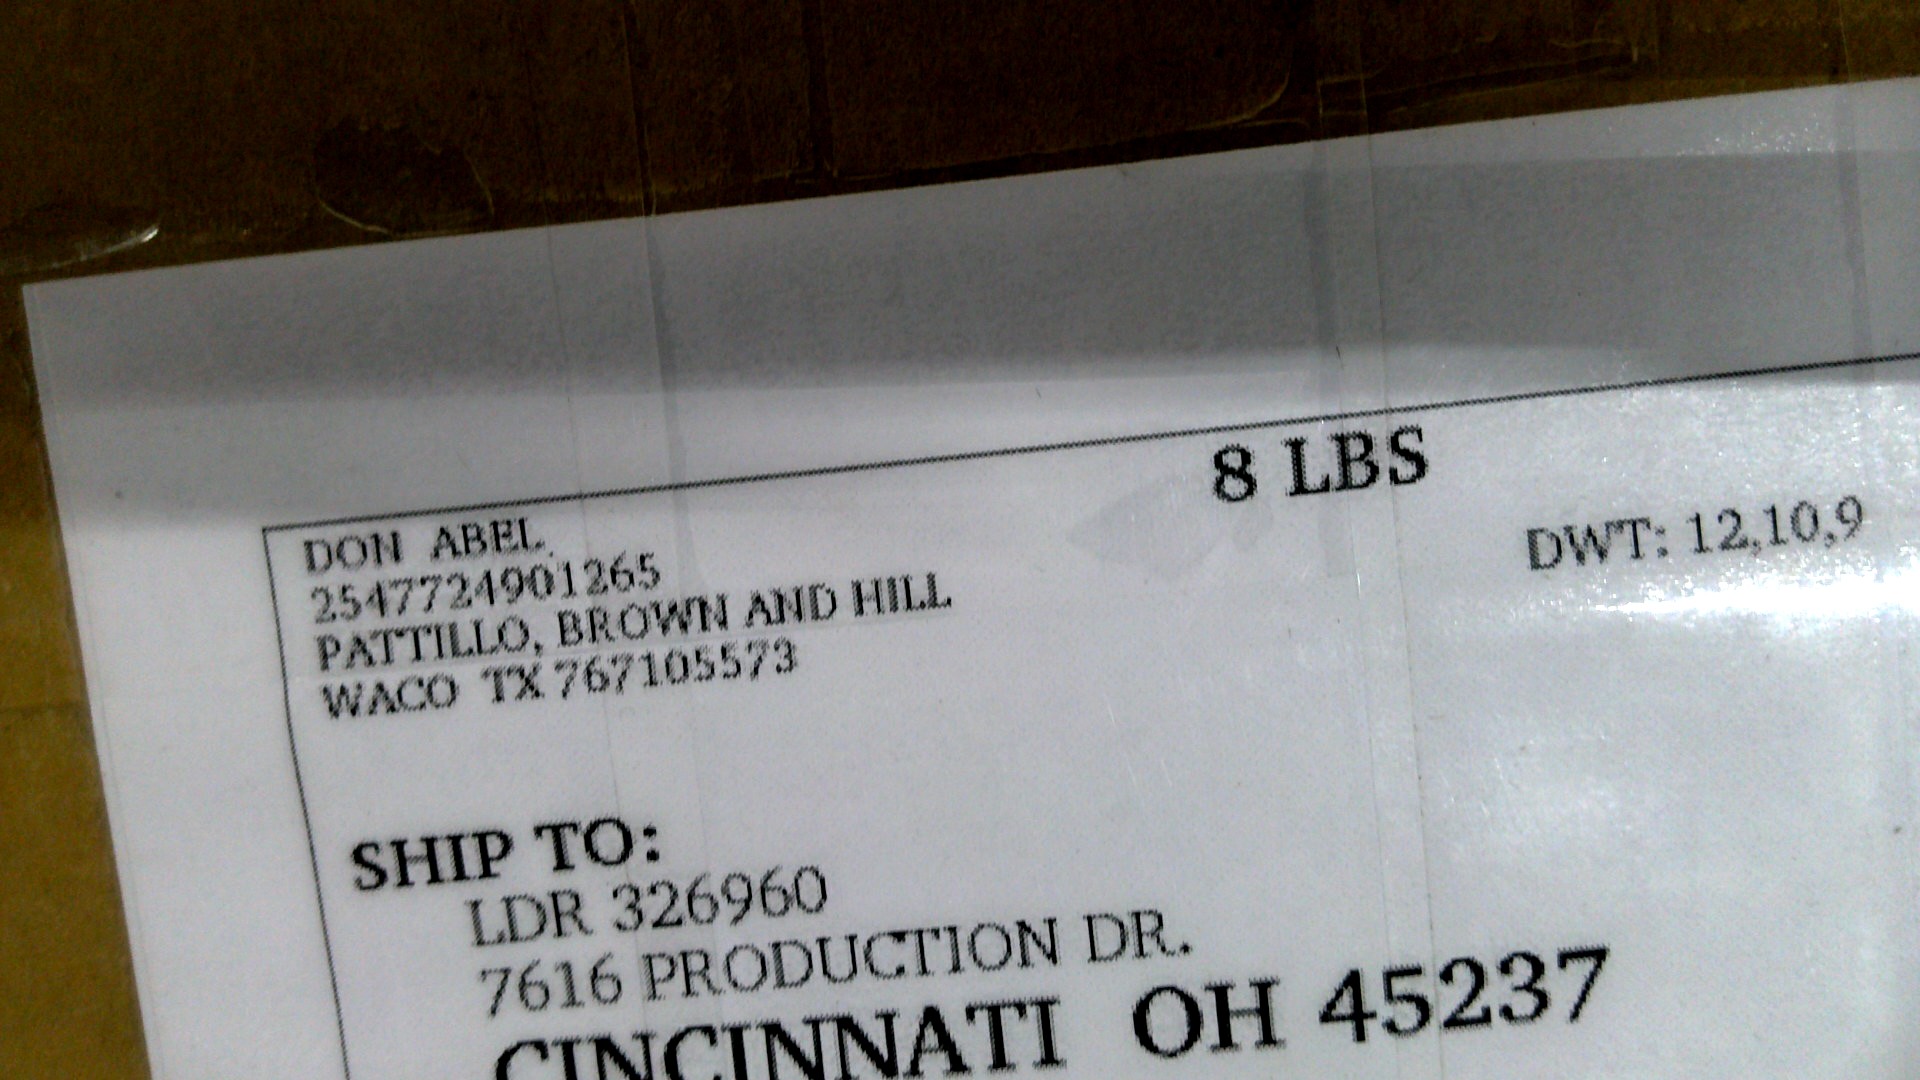 8 LBS
DWT: 12,10,9
DON ABEL
2547724901265
PATTILLO, BROWN AND HILL
WACO TX 767105573
SHIP TO:
LDR 326960
7616 PRODUCTION DR.
CINCINNATI OH 45237